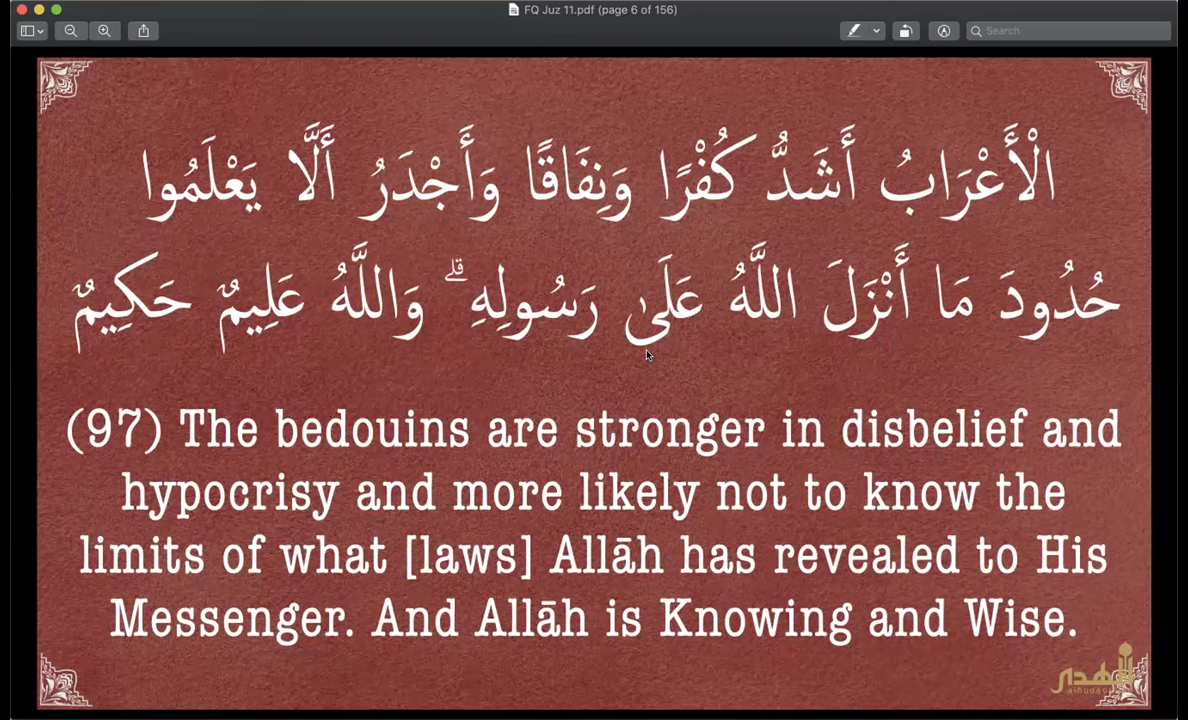 FQ Juz 11.pdf (page 6 of 156)
Search
الْأَعْرَابُ أَشَدُّ كُفْرًا وَنِفَاقًا وَأَجْدَرُ أَلَّا يَعْلَمُوا
حُدُودَ مَا أَنْزَلَ اللَّهُ عَلَىٰ رَسُولِهِ ۗ وَاللَّهُ عَلِيمٌ حَكِيمٌ
(97) The bedouins are stronger in disbelief and
hypocrisy and more likely not to know the
limits of what [laws] Allāh has revealed to His
Messenger. And Allāh is Knowing and Wise.
الهدى